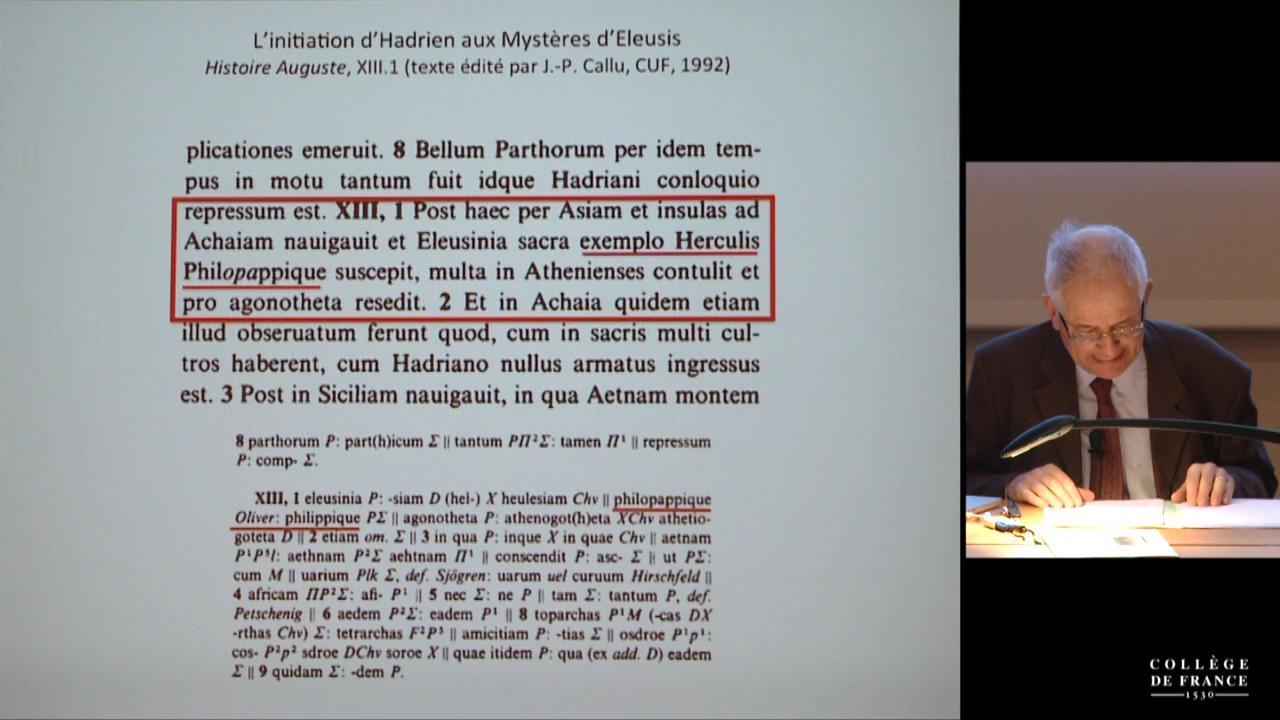 L'initiation d'Hadrien aux Mystères d'Eleusis
Histoire Auguste, XIII.1 (texte édité par J.-P. Callu, CUF, 1992)
plicationes emeruit. 8 Bellum Parthorum per idem tem-
pus in motu tantum fuit idque Hadriani conloquio
repressum est. XIII, 1 Post haec per Asiam et insulas ad
Achaiam nauigauit et Eleusinia sacra exemplo Herculis
Philopappique suscepit, multa in Athenienses contulit et
pro agonotheta resedit. 2 Et in Achaia quidem etiam
illud obseruatum ferunt quod, cum in sacris multi cul-
tros haberent, cum Hadriano nullus armatus ingressus
est. 3 Post in Siciliam nauigauit, in qua Aetnam montem
8 parthorum P: part(h)icum Σ || tantum PΠ²Σ: tamen Π¹ || repressum
P: comp- Σ.
XIII, 1 eleusinia P: -siam D (hel-) X heulesiam Chv || philopappique
Oliver: philippique PΣ || agonotheta P: athenogot(h)eta XChv athetio-
goteta D || 2 etiam om. Σ || 3 in qua P: inque X in quae Chv || aetnam
P¹P³l: aethnam P²Σ aehtnam Π¹ || conscendit P: asc- Σ || ut PΣ:
cum M || uarium Plk Σ, def. Sjögren: uarum uel curuum Hirschfeld ||
4 africam ΠP²Σ: afi- P¹ || 5 nec Σ: ne P || tam Σ: tantum P, def.
Petschenig || 6 aedem P²Σ: eadem P¹ || 8 toparchas P¹M (-cas DX
-rthas Chv) Σ: tetrarchas F²P³ || amicitiam P: -tias Σ || osdroe P¹p¹:
cos- P²p² sdroe DChv soroe X || quae itidem P: qua (ex add. D) eadem
Σ || 9 quidam Σ: -dem P.
COLLÈGE
DE FRANCE
1530